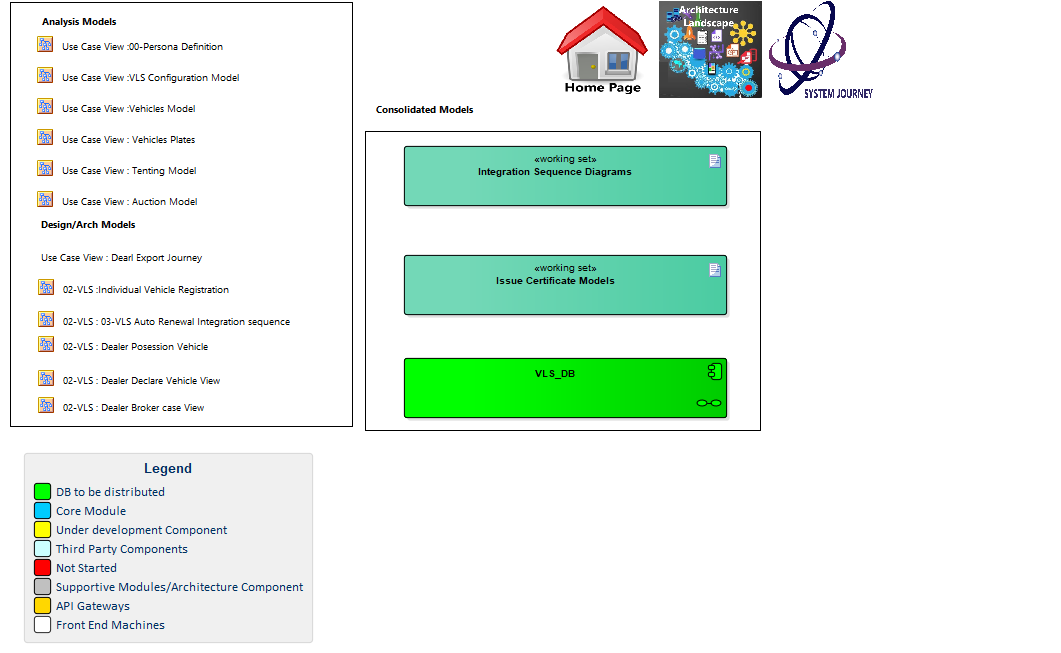 Analysis Models
Use Case View :00-Persona Definition
Use Case View :VLS Configuration Model
Use Case View :Vehicles Model
Use Case View : Vehicles Plates
Use Case View : Tenting Model
Use Case View : Auction Model
Design/Arch Models
Use Case View : Dearl Export Journey
02-VLS :Individual Vehicle Registration
02-VLS : 03-VLS Auto Renewal Integration sequence
02-VLS : Dealer Posession Vehicle
02-VLS : Dealer Declare Vehicle View
02-VLS : Dealer Broker case View
Home Page
Architecture
Landscape
SYSTEM JOURNEY
Consolidated Models
«working set»
Integration Sequence Diagrams
«working set»
Issue Certificate Models
VLS_DB
Legend
DB to be distributed
Core Module
Under development Component
Third Party Components
Not Started
Supportive Modules/Architecture Component
API Gateways
Front End Machines